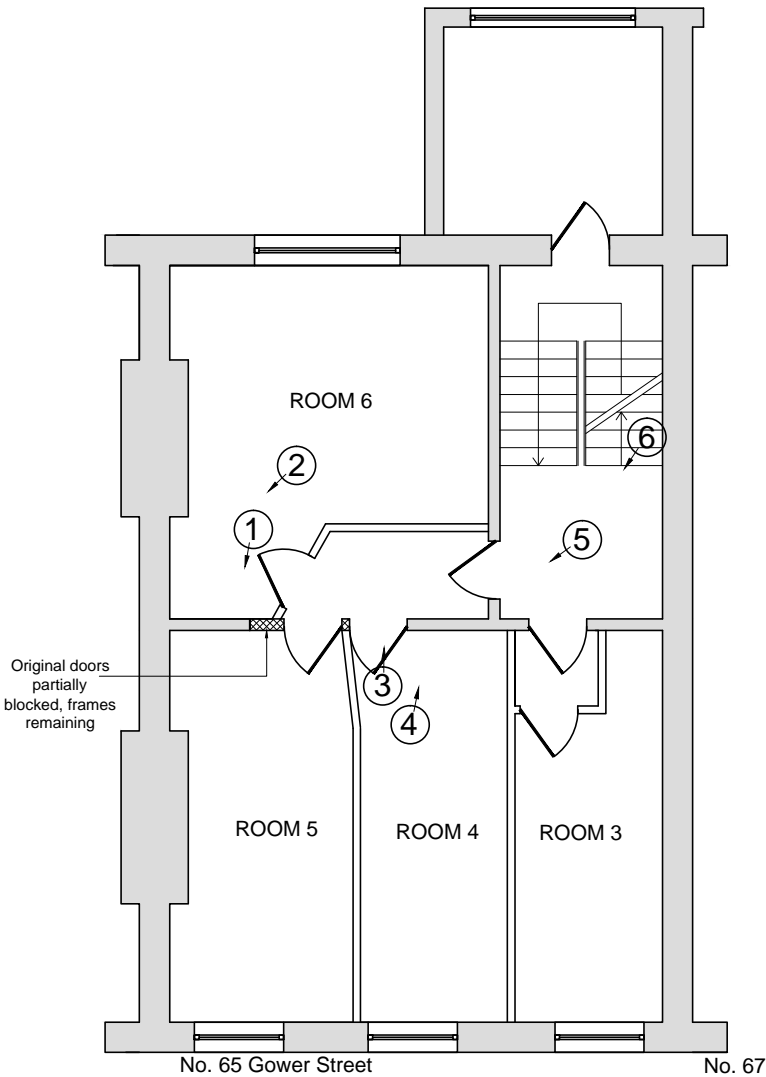 ROOM 6
2
6
1
5
Original doors
partially
blocked, frames
remaining
3
4
ROOM 5
ROOM 4
ROOM 3
No. 65 Gower Street
No. 67